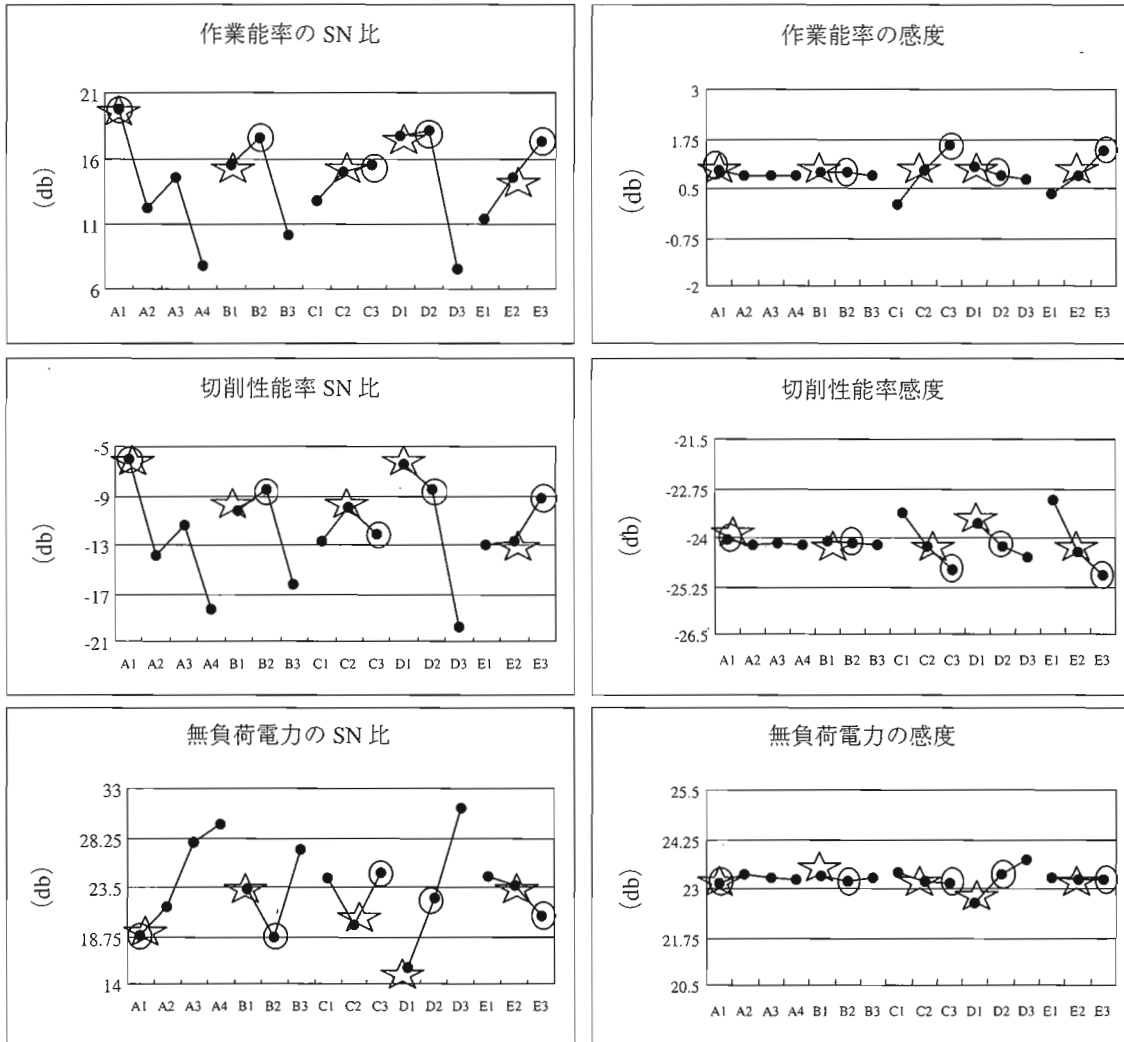 作業能率の SN 比
(db)
21
16
11
6
A1 A2 A3 A4 B1 B2 B3 C1 C2 C3 D1 D2 D3 E1 E2 E3
作業能率の感度
(db)
3
1.75
0.5
-0.75
-2
A1 A2 A3 A4 B1 B2 B3 C1 C2 C3 D1 D2 D3 E1 E2 E3
切削性能率 SN 比
(db)
-5
-9
-13
-17
-21
A1 A2 A3 A4 B1 B2 B3 C1 C2 C3 D1 D2 D3 E1 E2 E3
切削性能率感度
(db)
-21.5
-22.75
-24
-25.25
-26.5
A1 A2 A3 A4 B1 B2 B3 C1 C2 C3 D1 D2 D3 E1 E2 E3
無負荷電力の SN 比
(db)
33
28.25
23.5
18.75
14
A1 A2 A3 A4 B1 B2 B3 C1 C2 C3 D1 D2 D3 E1 E2 E3
無負荷電力の感度
(db)
25.5
24.25
23
21.75
20.5
A1 A2 A3 A4 B1 B2 B3 C1 C2 C3 D1 D2 D3 E1 E2 E3